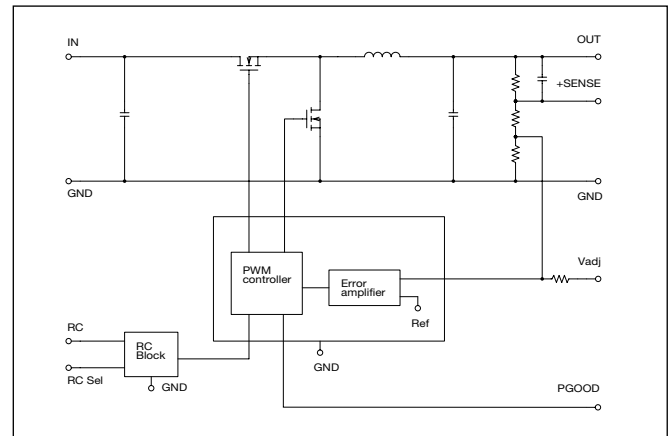 IN
OUT
+SENSE
GND
GND
PWM
controller
Error
amplifier
Vadj
Ref
RC
RC
Block
RC Sel
GND
GND
PGOOD